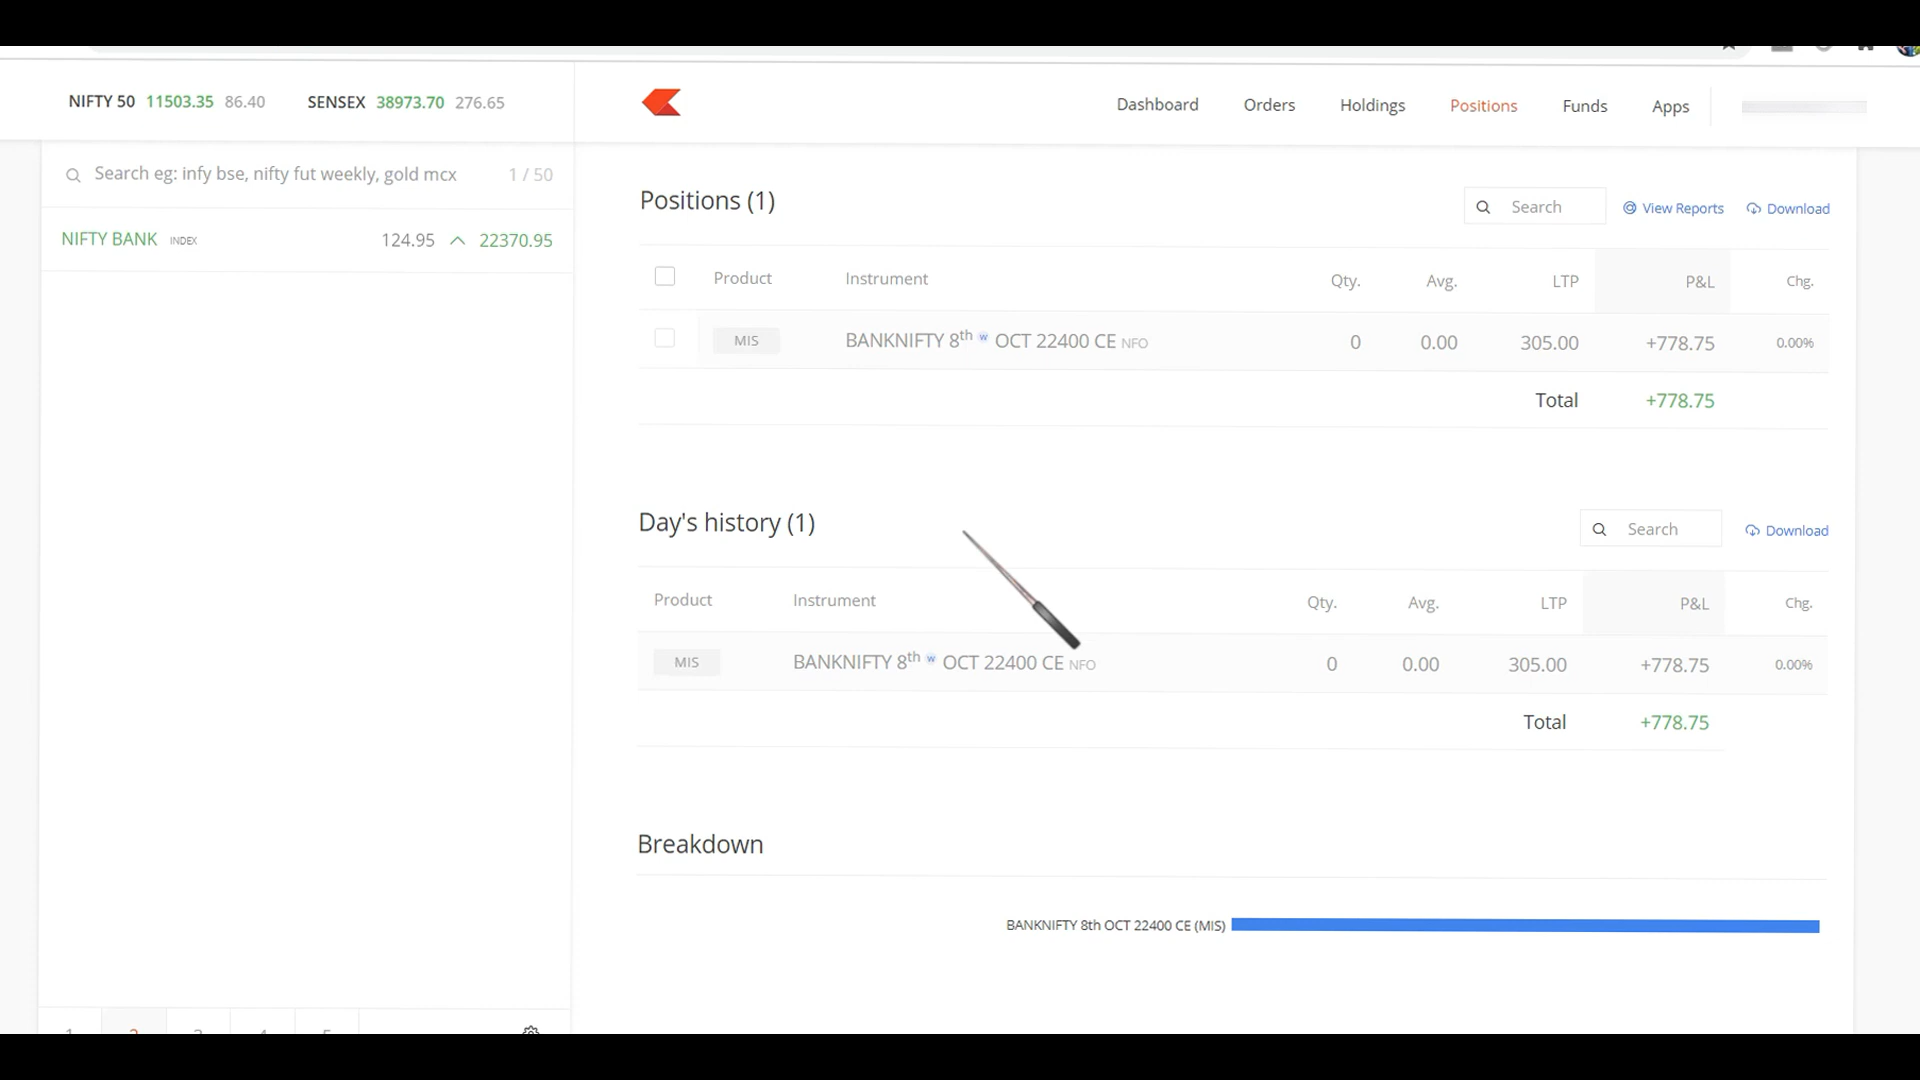 NIFTY 50 11503.35 86.40 SENSEX 38973.70 276.65
Dashboard Orders Holdings Positions Funds Apps
Search eg: infy bse, nifty fut weekly, gold mcx 1 / 50
NIFTY BANK INDEX 124.95 22370.95
Positions (1) Search View Reports Download
Product Instrument Qty. Avg. LTP P&L Chg.
MIS BANKNIFTY 8th w OCT 22400 CE NFO 0 0.00 305.00 +778.75 0.00%
Total +778.75
Day's history (1) Search Download
Product Instrument Qty. Avg. LTP P&L Chg.
MIS BANKNIFTY 8th w OCT 22400 CE NFO 0 0.00 305.00 +778.75 0.00%
Total +778.75
Breakdown
BANKNIFTY 8th OCT 22400 CE (MIS)